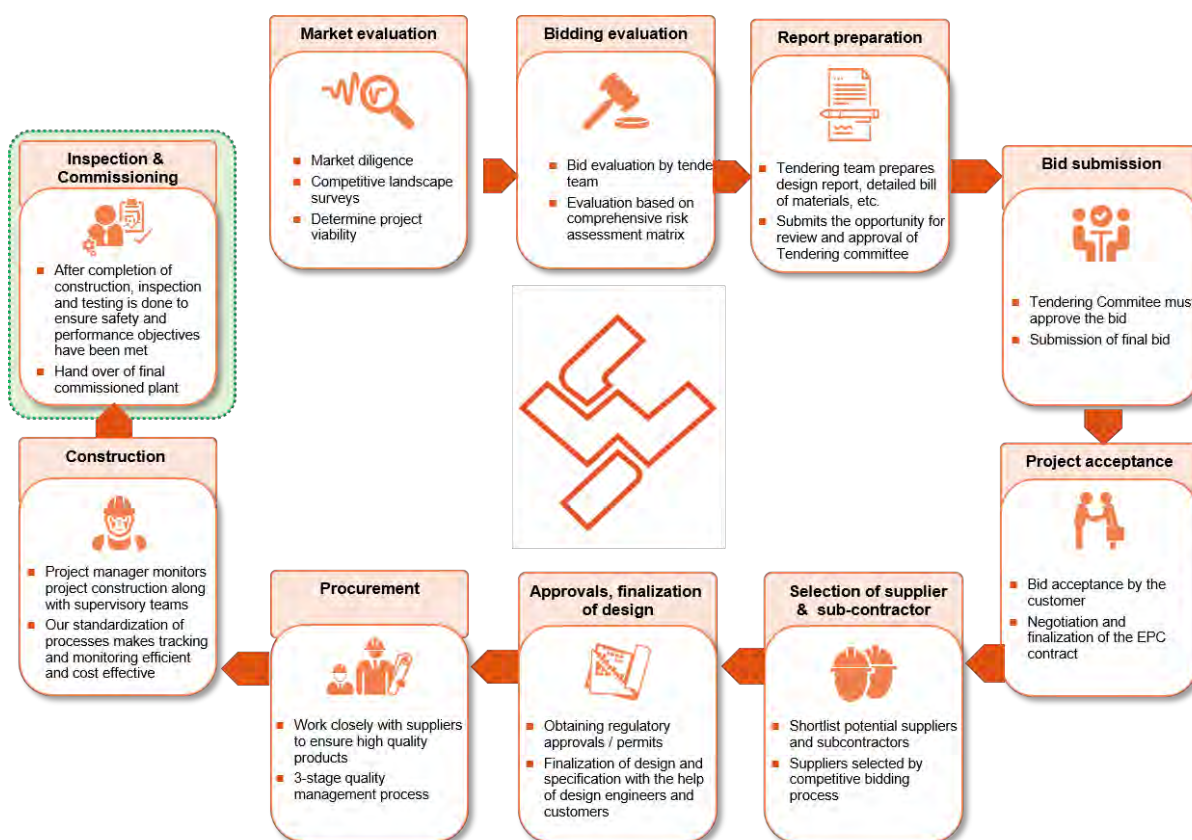 Market evaluation
Market diligence
Competitive landscape
surveys
Determine project
viability
Bidding evaluation
Bid evaluation by tende
team
Evaluation based on
comprehensive risk
assessment matrix
Report preparation
Tendering team prepares
design report, detailed bill
of materials, etc.
Submits the opportunity for
review and approval of
Tendering committee
Bid submission
Tendering Commitee must
approve the bid
Submission of final bid
Project acceptance
Bid acceptance by the
customer
Negotiation and
finalization of the EPC
contract
Selection of supplier
& sub-contractor
Shortlist potential suppliers
and subcontractors
Suppliers selected by
competitive bidding
process
Approvals, finalization
of design
Obtaining regulatory
approvals / permits
Finalization of design and
specification with the help
of design engineers and
customers
Procurement
Work closely with suppliers
to ensure high quality
products
3-stage quality
management process
Construction
Project manager monitors
project construction along
with supervisory teams
Our standardization of
processes makes tracking
and monitoring efficient
and cost effective
Inspection &
Commissioning
After completion of
construction, inspection
and testing is done to
ensure safety and
performance objectives
have been met
Hand over of final
commissioned plant